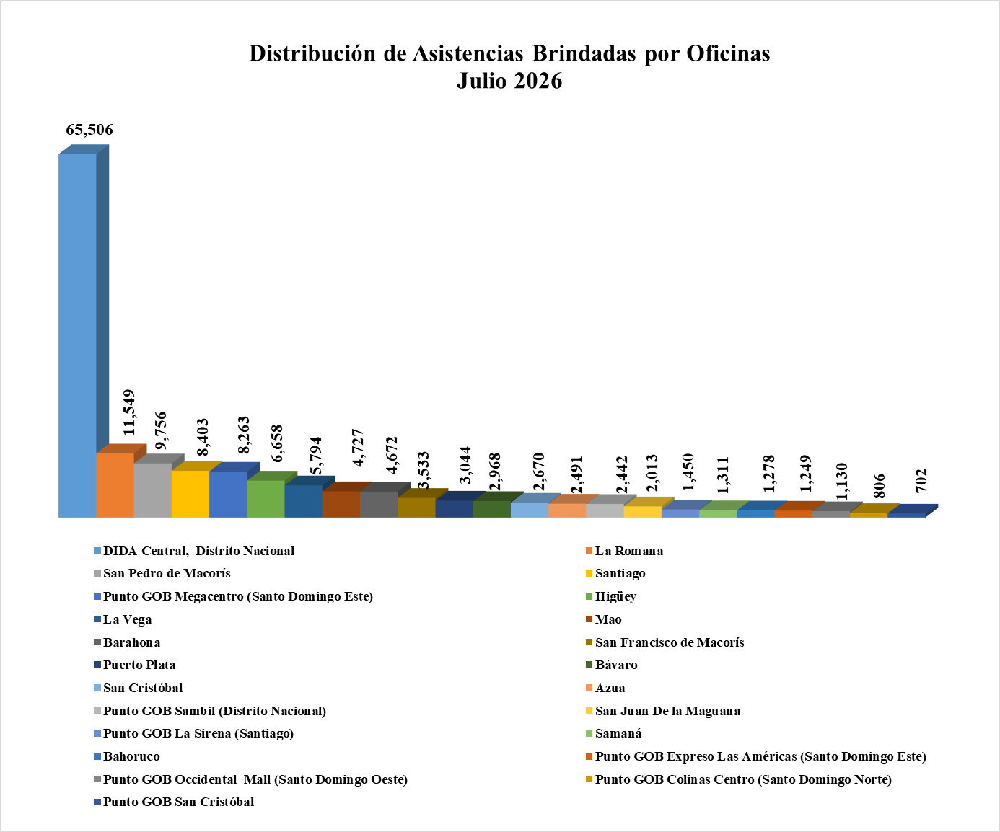 Distribución de Asistencias Brindadas por Oficinas
Julio 2026
65,506
11,549
9,756
8,403
8,263
6,658
5,794
4,727
4,672
3,533
3,044
2,968
2,670
2,491
2,442
2,013
1,450
1,311
1,278
1,249
1,130
806
702
DIDA Central,  Distrito Nacional
La Romana
San Pedro de Macorís
Santiago
Punto GOB Megacentro (Santo Domingo Este)
Higüey
La Vega
Mao
Barahona
San Francisco de Macorís
Puerto Plata
Bávaro
San Cristóbal
Azua
Punto GOB Sambil (Distrito Nacional)
San Juan De la Maguana
Punto GOB La Sirena (Santiago)
Samaná
Bahoruco
Punto GOB Expreso Las Américas (Santo Domingo Este)
Punto GOB Occidental  Mall (Santo Domingo Oeste)
Punto GOB Colinas Centro (Santo Domingo Norte)
Punto GOB San Cristóbal